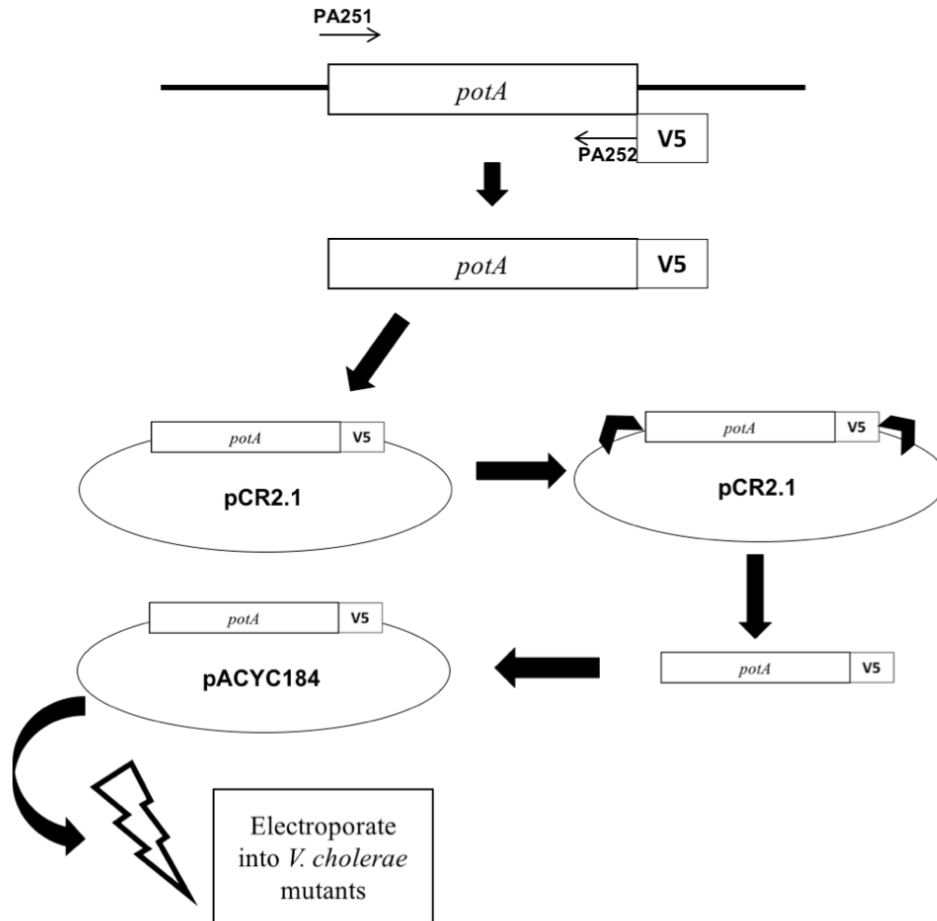 PA251
potA
PA252
V5
potA
V5
potA
V5
pCR2.1
potA
V5
pCR2.1
potA
V5
pACYC184
potA
V5
Electroporate
into V. cholerae
mutants